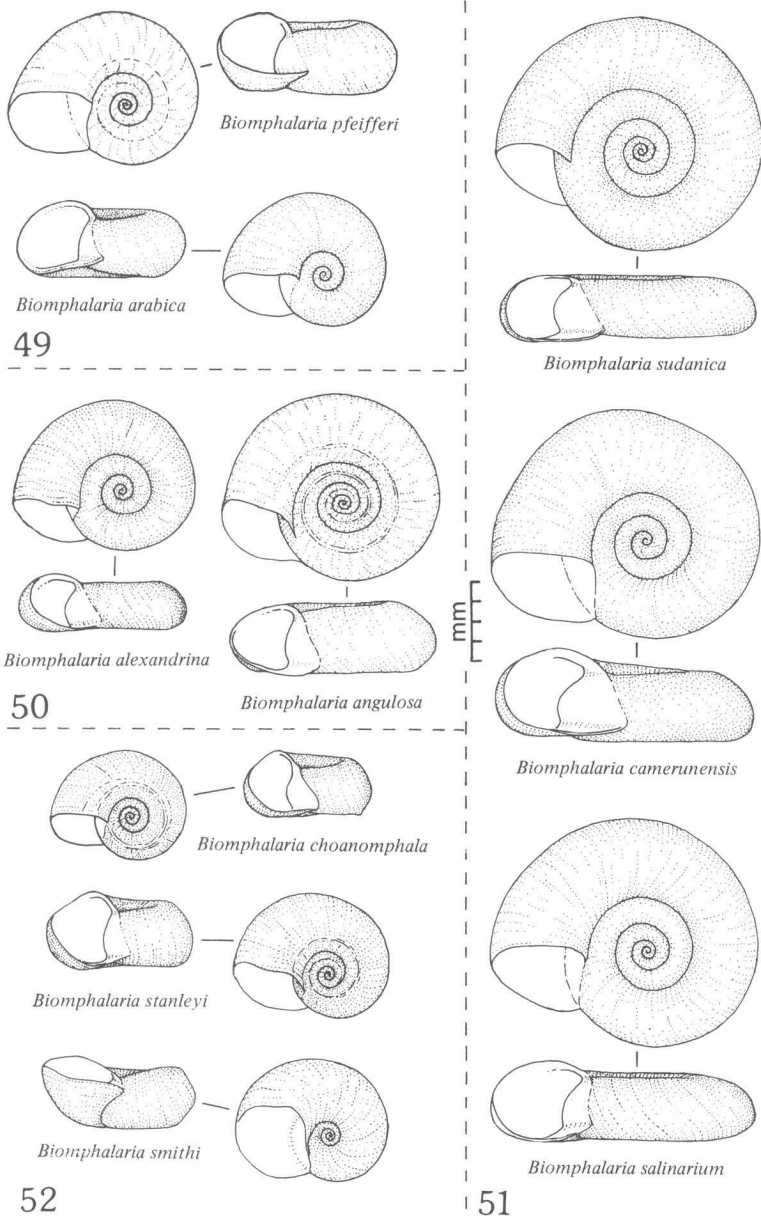 Biomphalaria pfeifferi
Biomphalaria arabica
49
Biomphalaria alexandrina
Biomphalaria angulosa
50
Biomphalaria choanomphala
Biomphalaria stanleyi
Biomphalaria smithi
52
Biomphalaria sudanica
mm
Biomphalaria camerunensis
Biomphalaria salinarium
51